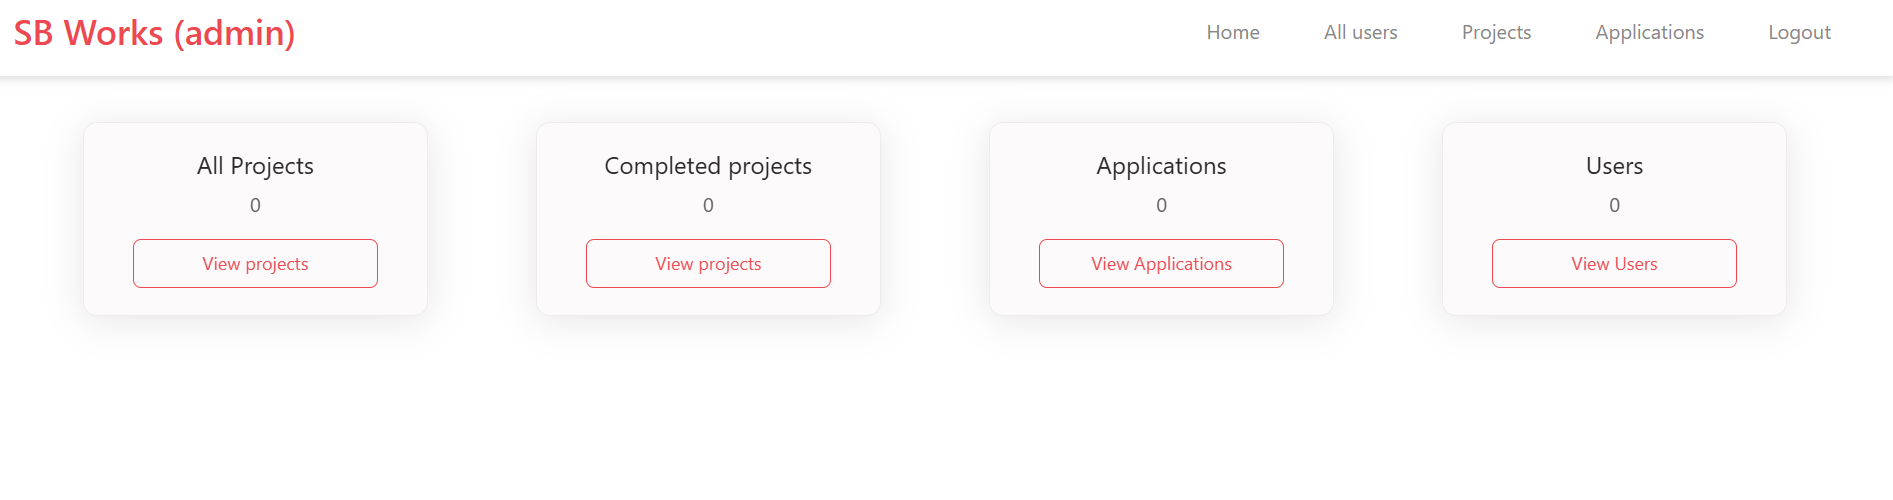 SB Works (admin)
Home All users Projects Applications Logout
All Projects
0
View projects
Completed projects
0
View projects
Applications
0
View Applications
Users
0
View Users